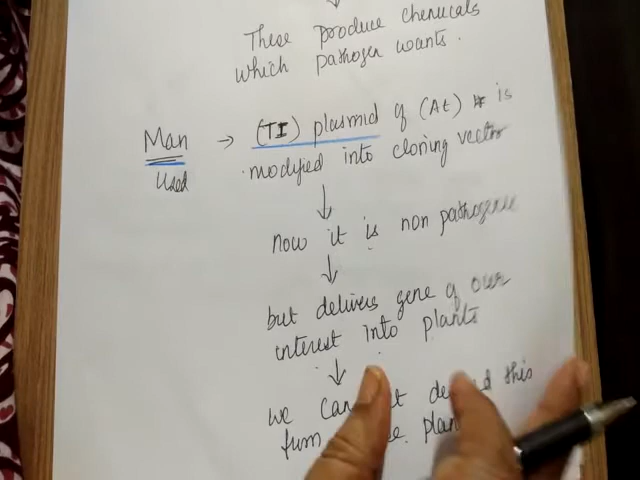 These produce chemicals
which pathogen wants.
Man → (TI) plasmid of (At) is
used modified into cloning vector
↓
now it is non pathogenic
↓
but delivers gene of our
interest into plants
↓
we can this
plan